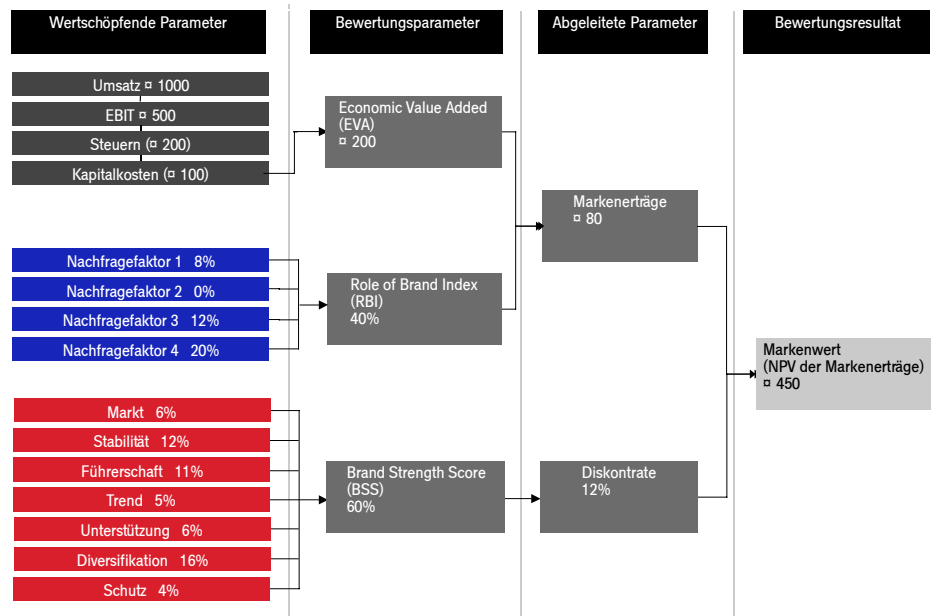 Wertschöpfende Parameter
Bewertungsparameter
Abgeleitete Parameter
Bewertungsresultat
Umsatz ¤ 1000
EBIT ¤ 500
Steuern (¤ 200)
Kapitalkosten (¤ 100)
Economic Value Added
(EVA)
¤ 200
Markenerträge
¤ 80
Nachfragefaktor 1 8%
Nachfragefaktor 2 0%
Nachfragefaktor 3 12%
Nachfragefaktor 4 20%
Role of Brand Index
(RBI)
40%
Markenwert
(NPV der Markenerträge)
¤ 450
Markt 6%
Stabilität 12%
Führerschaft 11%
Trend 5%
Unterstützung 6%
Diversifikation 16%
Schutz 4%
Brand Strength Score
(BSS)
60%
Diskontrate
12%